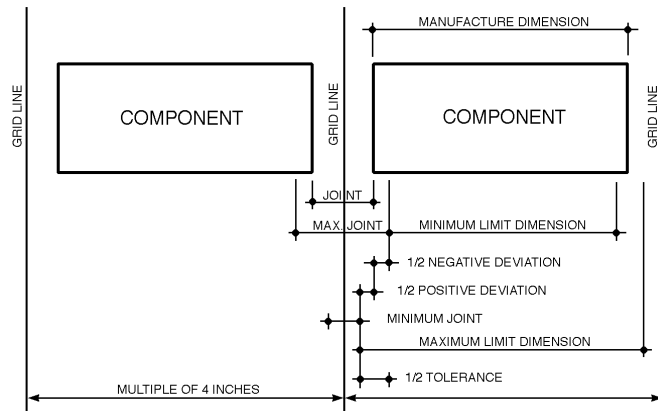 MANUFACTURE DIMENSION
GRID LINE
COMPONENT
GRID LINE
COMPONENT
GRID LINE
JOINT
MAX. JOINT
MINIMUM LIMIT DIMENSION
1/2 NEGATIVE DEVIATION
1/2 POSITIVE DEVIATION
MINIMUM JOINT
MAXIMUM LIMIT DIMENSION
1/2 TOLERANCE
MULTIPLE OF 4 INCHES